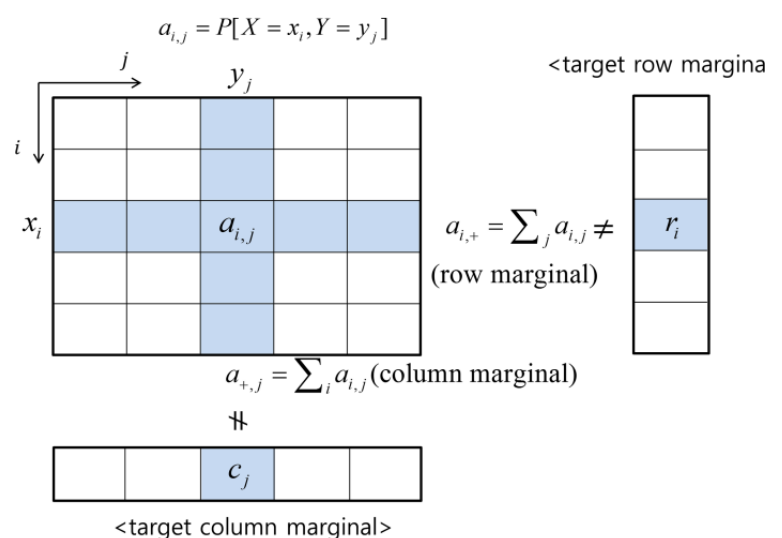 a_{i,j} = P[X = x_i, Y = y_j]
j
y_j
<target row margina
i
x_i
a_{i,j}
a_{i,+} = ∑_j a_{i,j} ≠
r_i
(row marginal)
a_{+,j} = ∑_i a_{i,j} (column marginal)
≠
c_j
<target column marginal>